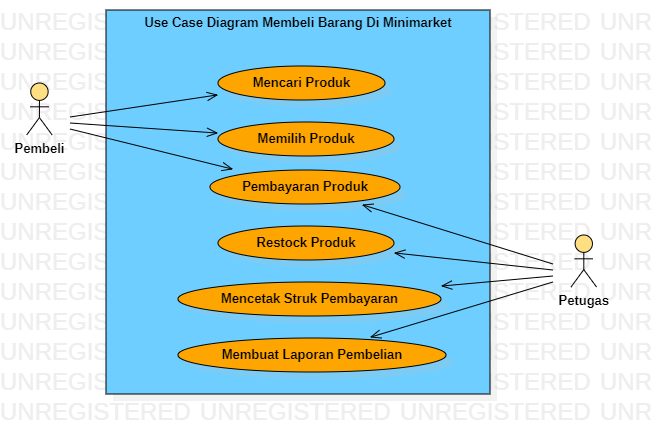 Use Case Diagram Membeli Barang Di Minimarket
Mencari Produk
Memilih Produk
Pembeli
Pembayaran Produk
Restock Produk
Petugas
Mencetak Struk Pembayaran
Membuat Laporan Pembelian
UNREGISTERED UNREGISTERED UNREGISTERED UNR